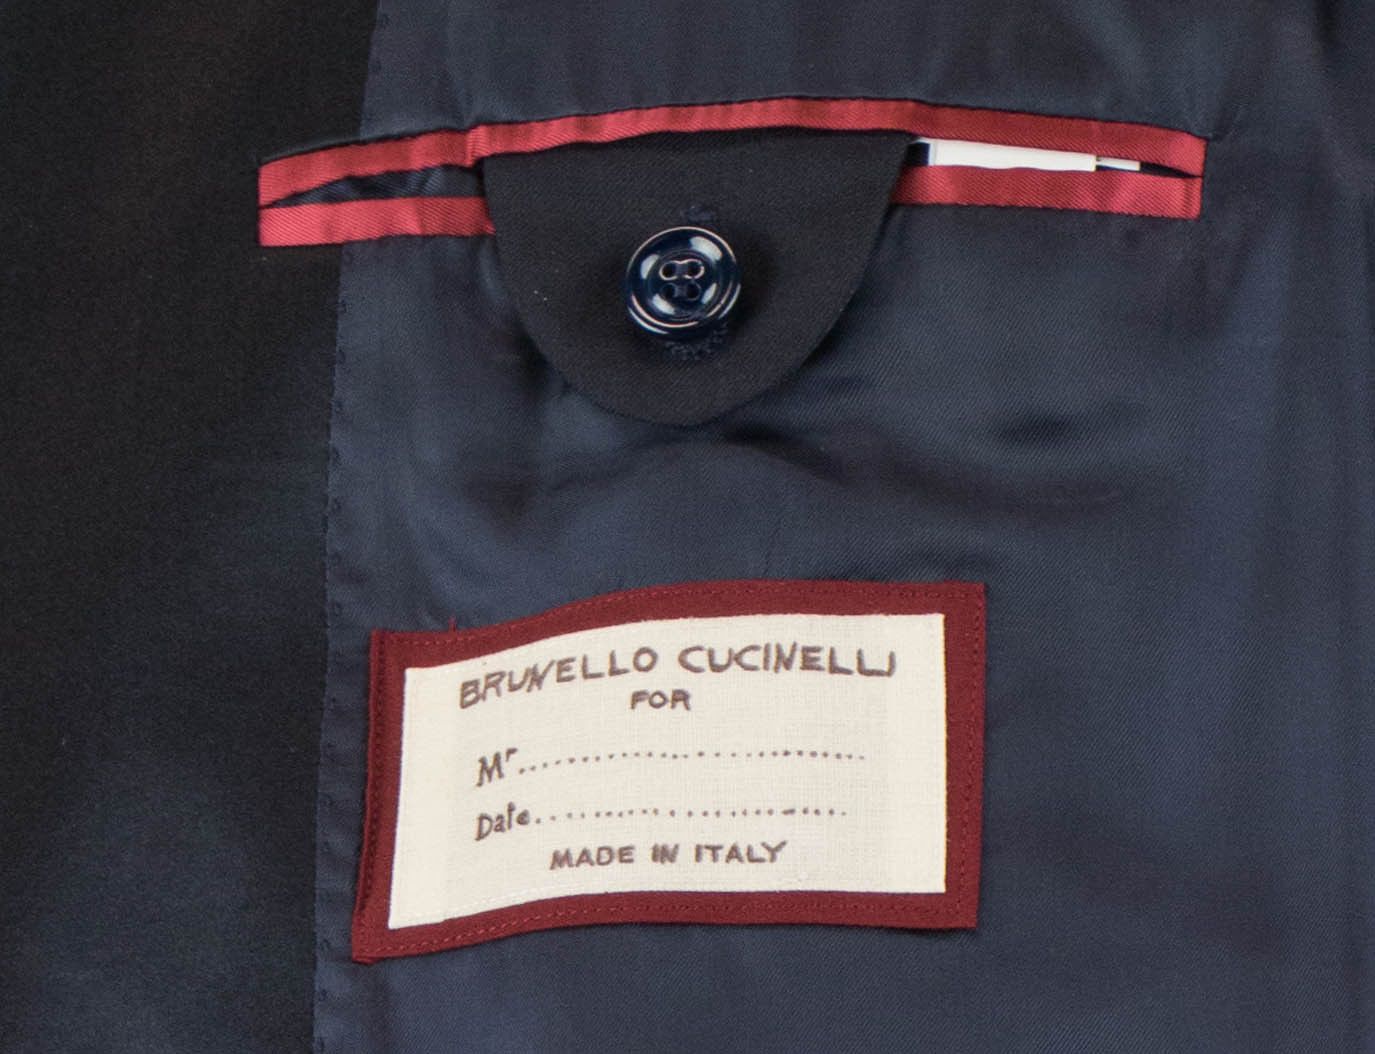 BRUNELLO CUCINELLI
FOR
Mr..............................
Date..............................
MADE IN ITALY